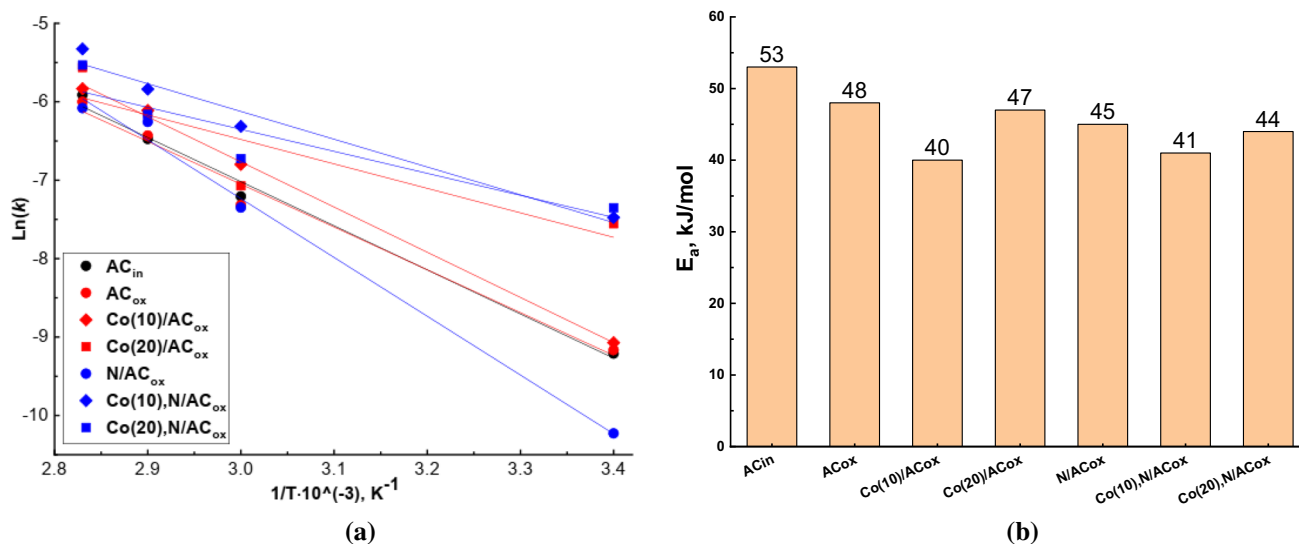 -5
-6
-7
-8
-9
-10
Ln(k)
AC_in
AC_ox
Co(10)/AC_ox
Co(20)/AC_ox
N/AC_ox
Co(10),N/AC_ox
Co(20),N/AC_ox
2.8 2.9 3.0 3.1 3.2 3.3 3.4
1/T·10^(-3), K^-1
(a)
60
50
40
30
20
10
0
E_a, kJ/mol
53 48 40 47 45 41 44
ACin ACox Co(10)/ACox Co(20)/ACox N/ACox Co(10),N/ACox Co(20),N/ACox
(b)